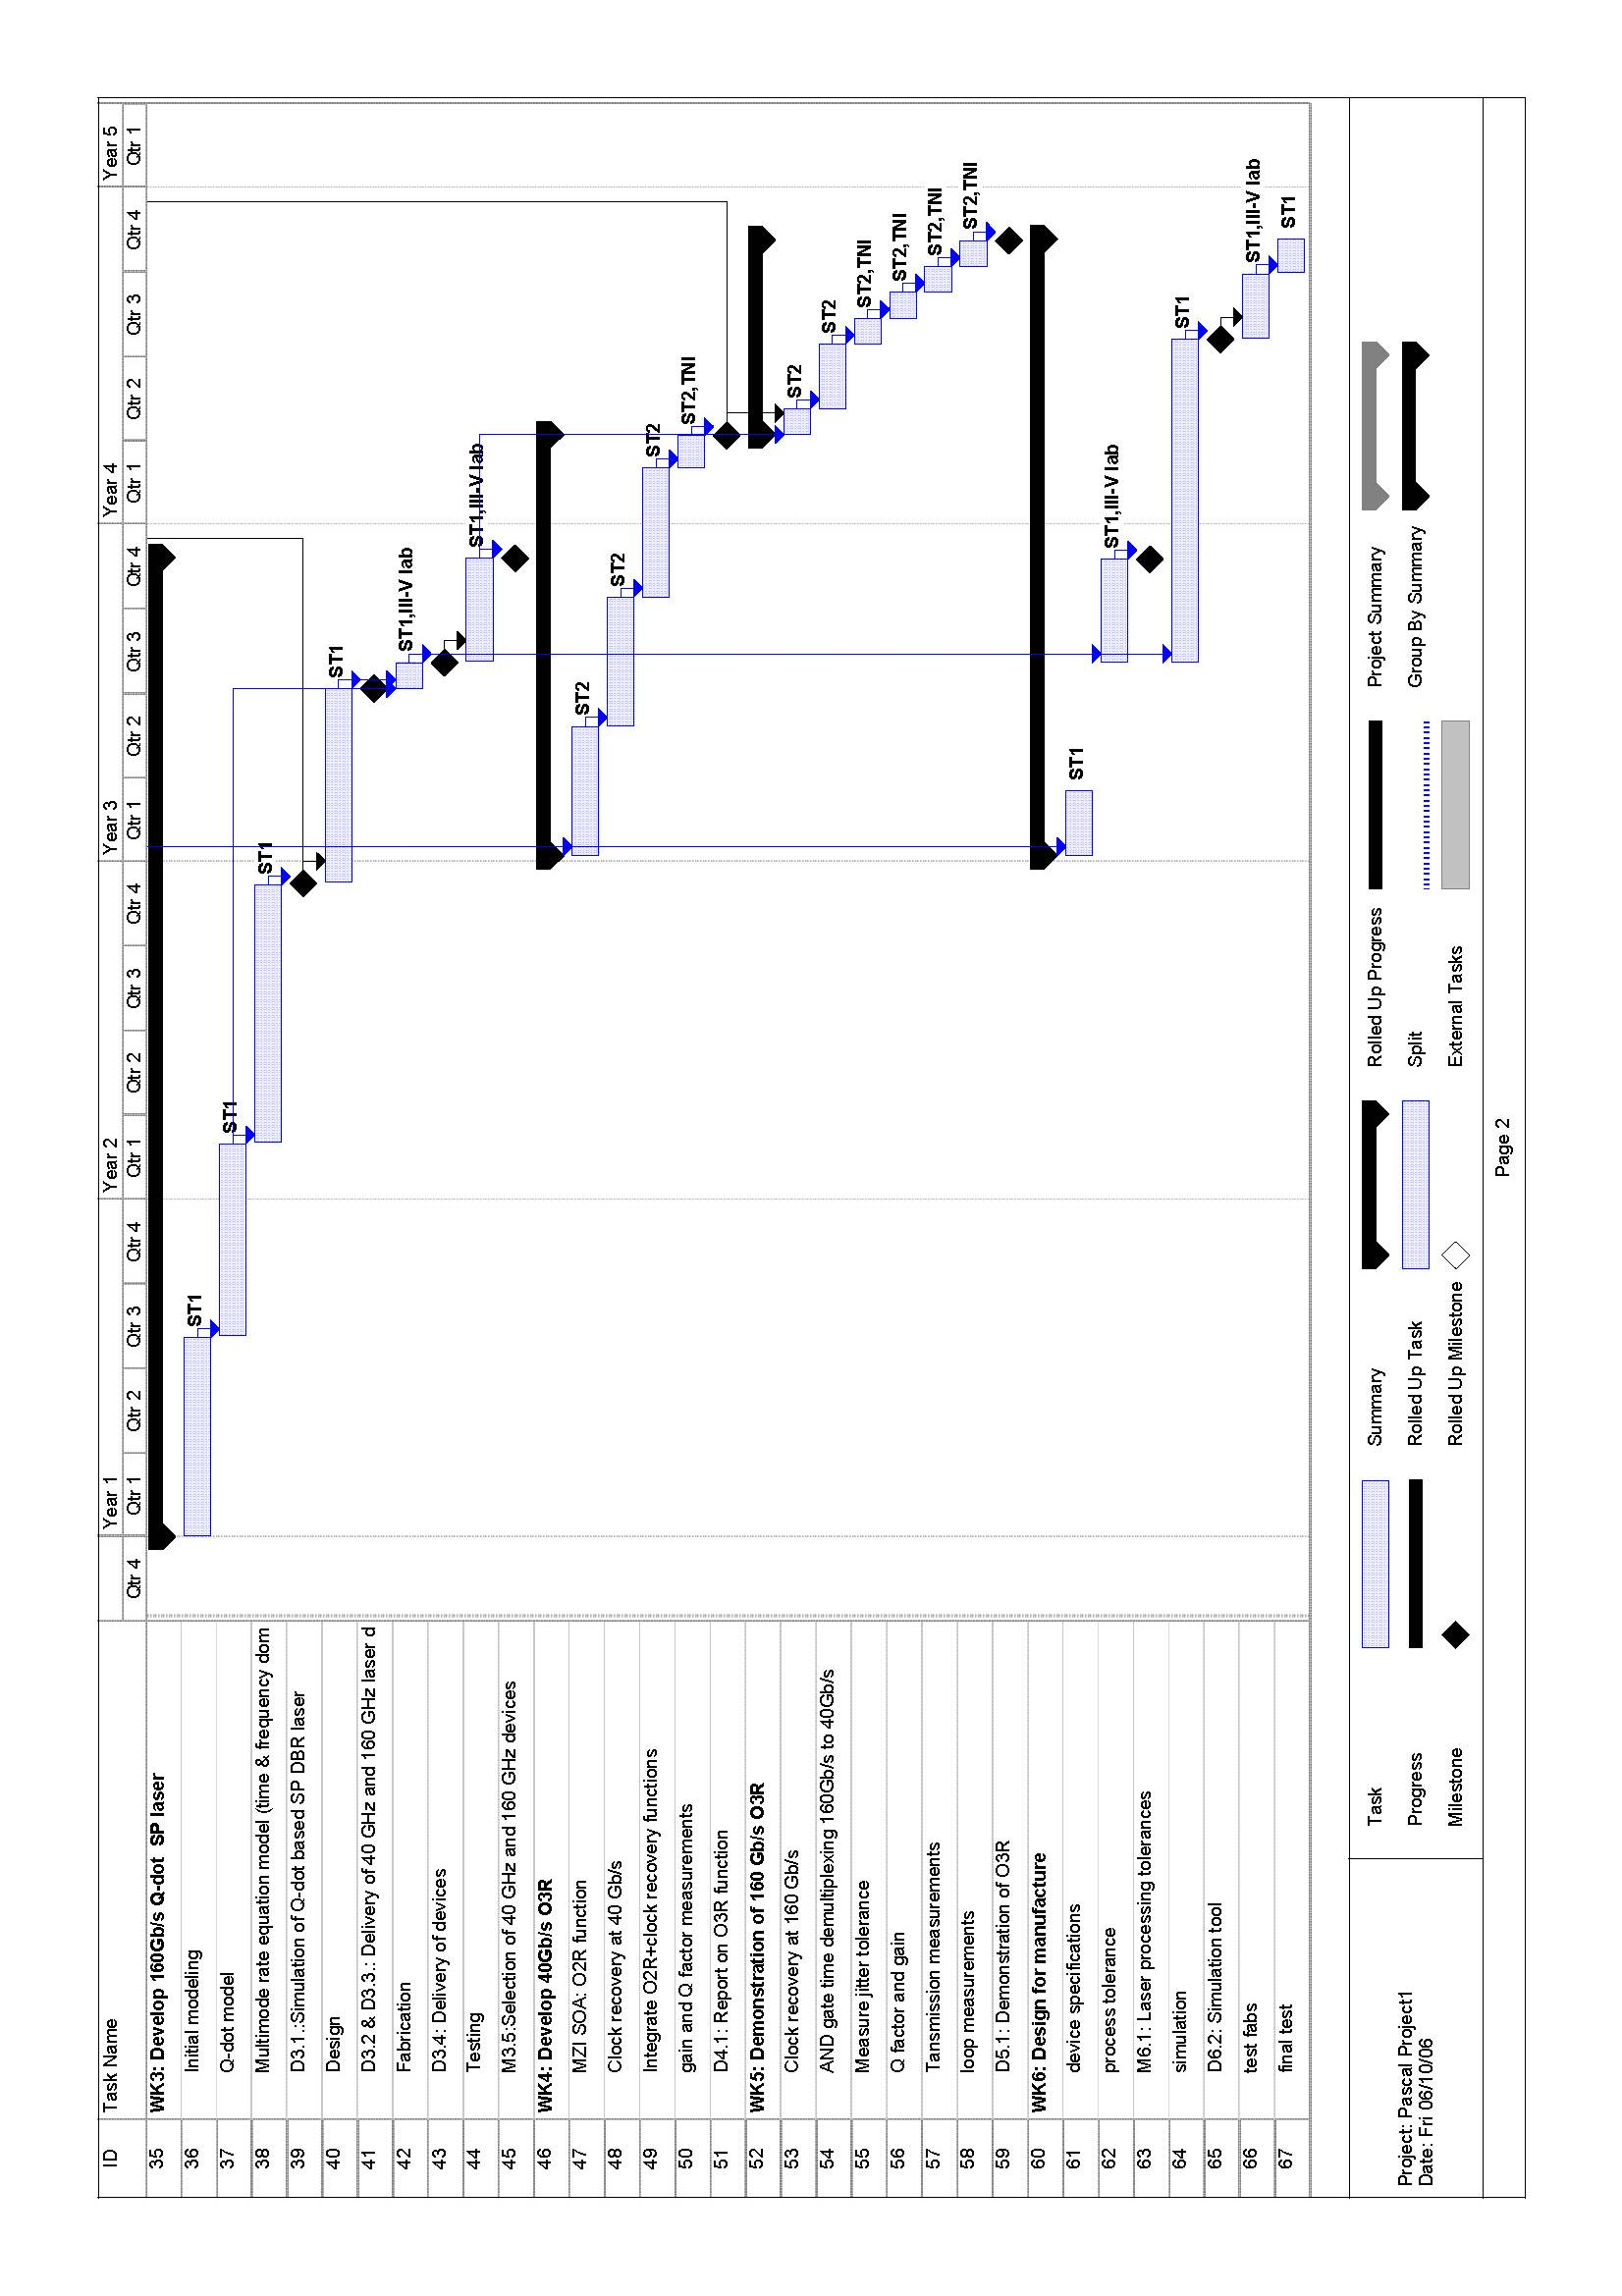 ID Task Name
Qtr 4 Qtr 1 Qtr 2 Qtr 3 Qtr 4 Qtr 1 Qtr 2 Qtr 3 Qtr 4 Qtr 1 Qtr 2 Qtr 3 Qtr 4 Qtr 1 Qtr 2 Qtr 3 Qtr 4 Qtr 1
Year 1 Year 2 Year 3 Year 4 Year 5
35 WK3: Develop 160Gb/s Q-dot SP laser
36 Initial modeling ST1
37 Q-dot model ST1
38 Multimode rate equation model (time & frequency dom ST1
39 D3.1.:Simulation of Q-dot based SP DBR laser
40 Design ST1
41 D3.2 & D3.3.: Delivery of 40 GHz and 160 GHz laser d
42 Fabrication ST1,III-V lab
43 D3.4: Delivery of devices
44 Testing ST1,III-V lab
45 M3.5:Selection of 40 GHz and 160 GHz devices
46 WK4: Develop 40Gb/s O3R
47 MZI SOA: O2R function ST2
48 Clock recovery at 40 Gb/s ST2
49 Integrate O2R+clock recovery functions ST2
50 gain and Q factor measurements ST2,TNI
51 D4.1: Report on O3R function
52 WK5: Demonstration of 160 Gb/s O3R
53 Clock recovery at 160 Gb/s ST2
54 AND gate time demultiplexing 160Gb/s to 40Gb/s ST2
55 Measure jitter tolerance ST2,TNI
56 Q factor and gain ST2,TNI
57 Tansmission measurements ST2,TNI
58 loop measurements ST2,TNI
59 D5.1: Demonstration of O3R
60 WK6: Design for manufacture
61 device specifications ST1
62 process tolerance ST1,III-V lab
63 M6.1: Laser processing tolerances
64 simulation ST1
65 D6.2: Simulation tool
66 test fabs ST1,III-V lab
67 final test ST1
Project: Pascal Project1
Date: Fri 06/10/06
Task Summary Rolled Up Progress Project Summary
Progress Rolled Up Task Split Group By Summary
Milestone Rolled Up Milestone External Tasks
Page 2